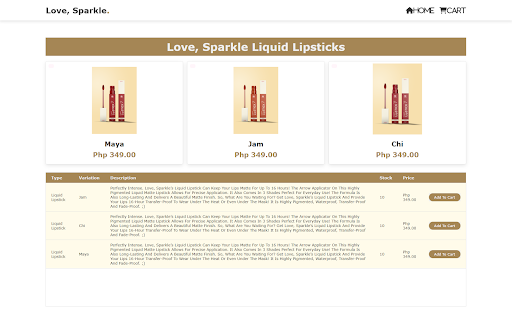 Love, Sparkle.
HOME CART
Love, Sparkle Liquid Lipsticks
Maya Jam Chi
Php 349.00 Php 349.00 Php 349.00
Type Variation Description Stock Price
Perfectly Intense. Love, Sparkle's Liquid Lipstick Can Keep Your Lips Matte For Up To 16 Hours! The Arrow Applicator On This Highly
Liquid Lipstick Jam Pigmented Liquid Matte Lipstick Allows For Precise Application. It Also Comes In 3 Shades Perfect For Everyday Use! The Formula Is
Also Long-Lasting And Delivers A Beautiful Matte Finish. So, What Are You Waiting For? Get Love, Sparkle's Liquid Lipstick And Provide 10 Php 349.00 Add To Cart
Your Lips 16-Hour Transfer-Proof To Wear Under The Heat Or Even Under The Mask! It Is Highly Pigmented, Waterproof, Transfer-Proof
And Fade-Proof. ;)
Perfectly Intense. Love, Sparkle's Liquid Lipstick Can Keep Your Lips Matte For Up To 16 Hours! The Arrow Applicator On This Highly
Liquid Lipstick Chi Pigmented Liquid Matte Lipstick Allows For Precise Application. It Also Comes In 3 Shades Perfect For Everyday Use! The Formula Is
Also Long-Lasting And Delivers A Beautiful Matte Finish. So, What Are You Waiting For? Get Love, Sparkle's Liquid Lipstick And Provide 10 Php 349.00 Add To Cart
Your Lips 16-Hour Transfer-Proof To Wear Under The Heat Or Even Under The Mask! It Is Highly Pigmented, Waterproof, Transfer-Proof
And Fade-Proof. ;)
Perfectly Intense. Love, Sparkle's Liquid Lipstick Can Keep Your Lips Matte For Up To 16 Hours! The Arrow Applicator On This Highly
Liquid Lipstick Maya Pigmented Liquid Matte Lipstick Allows For Precise Application. It Also Comes In 3 Shades Perfect For Everyday Use! The Formula Is
Also Long-Lasting And Delivers A Beautiful Matte Finish. So, What Are You Waiting For? Get Love, Sparkle's Liquid Lipstick And Provide 10 Php 349.00 Add To Cart
Your Lips 16-Hour Transfer-Proof To Wear Under The Heat Or Even Under The Mask! It Is Highly Pigmented, Waterproof, Transfer-Proof
And Fade-Proof. ;)